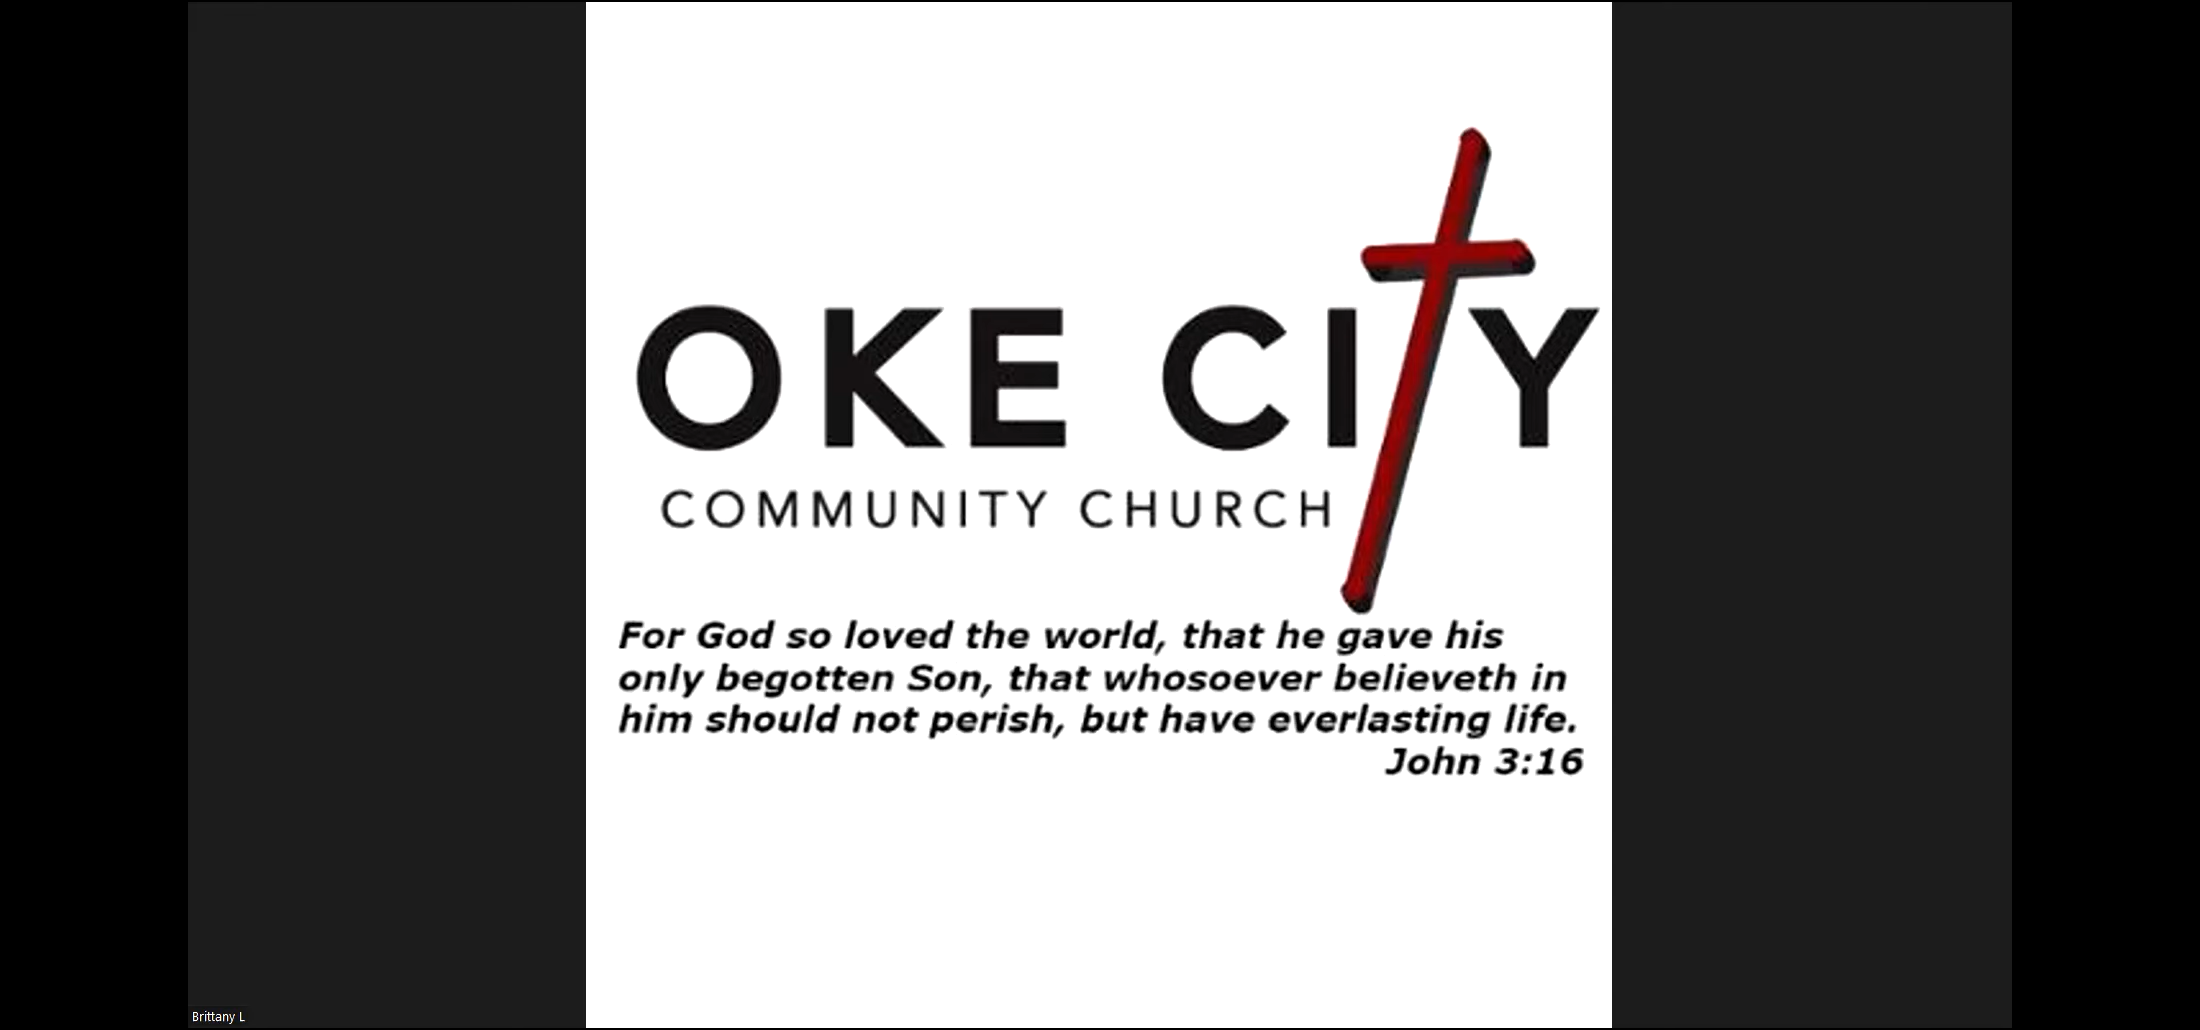 OKE CITY
COMMUNITY CHURCH
For God so loved the world, that he gave his
only begotten Son, that whosoever believeth in
him should not perish, but have everlasting life.
John 3:16
Brittany L